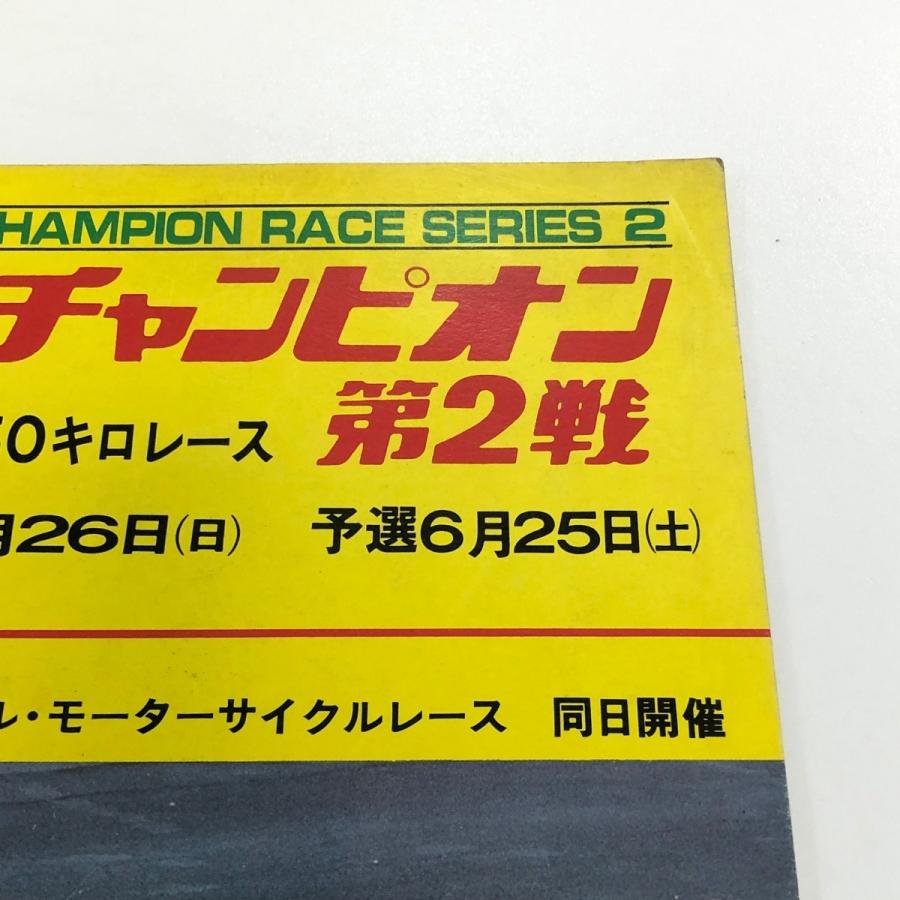 HAMPION RACE SERIES 2
チャンピオン
0キロレース 第2戦
月26日(日) 予選6月25日(土)
ル・モーターサイクルレース 同日開催